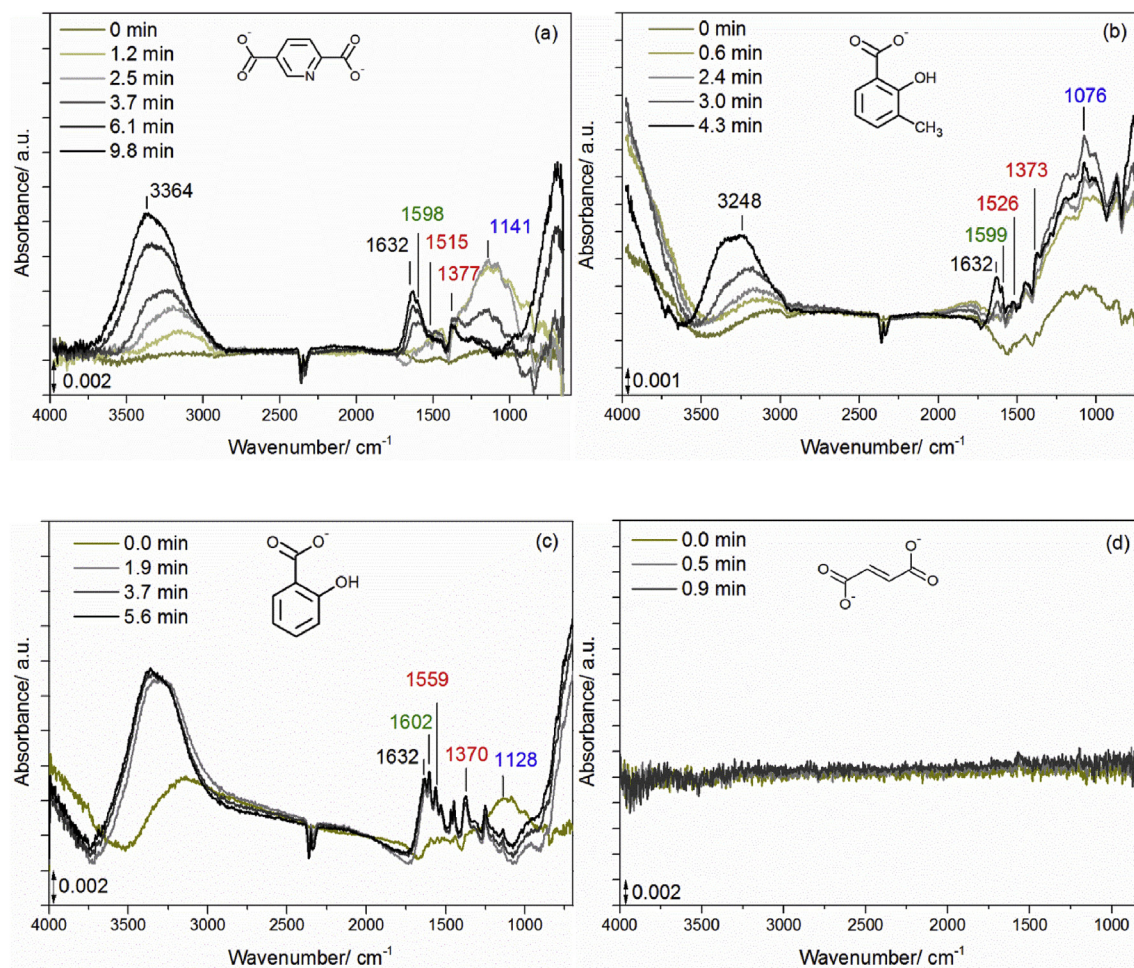 (a)
0 min
1.2 min
2.5 min
3.7 min
6.1 min
9.8 min
O⁻
O
N
O
O⁻
3364
1632
1598
1515
1377
1141
0.002
Absorbance/ a.u.
4000 3500 3000 2500 2000 1500 1000
Wavenumber/ cm⁻¹
(b)
0 min
0.6 min
2.4 min
3.0 min
4.3 min
O
O⁻
OH
CH₃
3248
1632
1599
1526
1373
1076
0.001
Absorbance/ a.u.
4000 3500 3000 2500 2000 1500 1000
Wavenumber/ cm⁻¹
(c)
0.0 min
1.9 min
3.7 min
5.6 min
O
O⁻
OH
1632
1602
1559
1370
1128
0.002
Absorbance/ a.u.
4000 3500 3000 2500 2000 1500 1000
Wavenumber/ cm⁻¹
(d)
0.0 min
0.5 min
0.9 min
O⁻
O
O
O⁻
0.002
Absorbance/ a.u.
4000 3500 3000 2500 2000 1500 1000
Wavenumber/ cm⁻¹